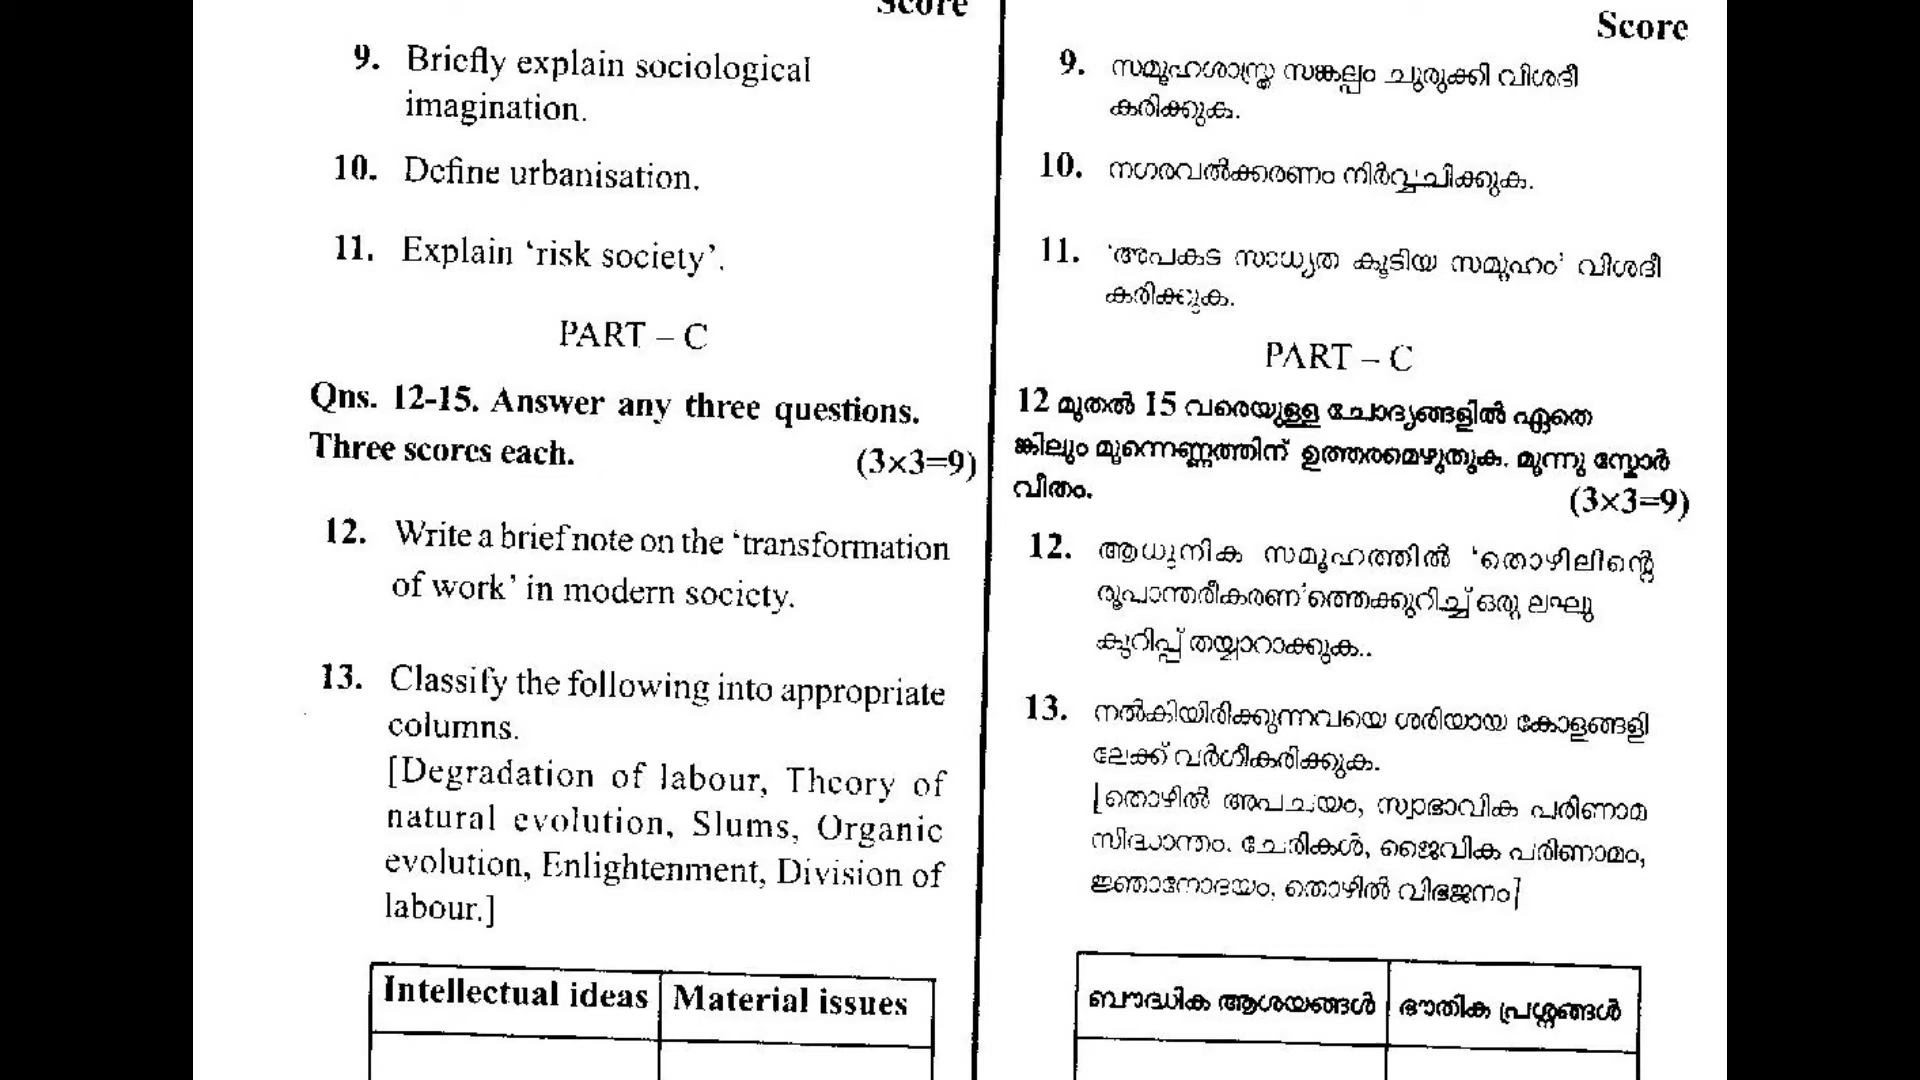 Score
9. Briefly explain sociological
imagination.
10. Define urbanisation.
11. Explain ‘risk society’.
PART – C
Qns. 12-15. Answer any three questions.
Three scores each. (3×3=9)
12. Write a brief note on the ‘transformation
of work’ in modern society.
13. Classify the following into appropriate
columns.
[Degradation of labour, Theory of
natural evolution, Slums, Organic
evolution, Enlightenment, Division of
labour.]
Intellectual ideas Material issues
Score
9. സമൂഹശാസ്ത്ര സങ്കല്പം ചുരുക്കി വിശദീ
കരിക്കുക.
10. നഗരവൽക്കരണം നിർവ്വചിക്കുക.
11. ‘അപകട സാധ്യത കൂടിയ സമൂഹം’ വിശദീ
കരിക്കുക.
PART – C
12 മുതൽ 15 വരെയുള്ള ചോദ്യങ്ങളിൽ ഏതെ
ങ്കിലും മൂന്നെണ്ണത്തിന് ഉത്തരമെഴുതുക. മൂന്നു സ്കോർ
വീതം. (3×3=9)
12. ആധുനിക സമൂഹത്തിൽ ‘തൊഴിലിന്റെ
രൂപാന്തരീകരണ’ത്തെക്കുറിച്ച് ഒരു ലഘു
കുറിപ്പ് തയ്യാറാക്കുക..
13. നൽകിയിരിക്കുന്നവയെ ശരിയായ കോളങ്ങളി
ലേക്ക് വർഗീകരിക്കുക.
[തൊഴിൽ അപചയം, സ്വാഭാവിക പരിണാമ
സിദ്ധാന്തം. ചേരികൾ, ജൈവിക പരിണാമം,
ജ്ഞാനോദയം, തൊഴിൽ വിഭജനം]
ബൗദ്ധിക ആശയങ്ങൾ ഭൗതിക പ്രശ്നങ്ങൾ